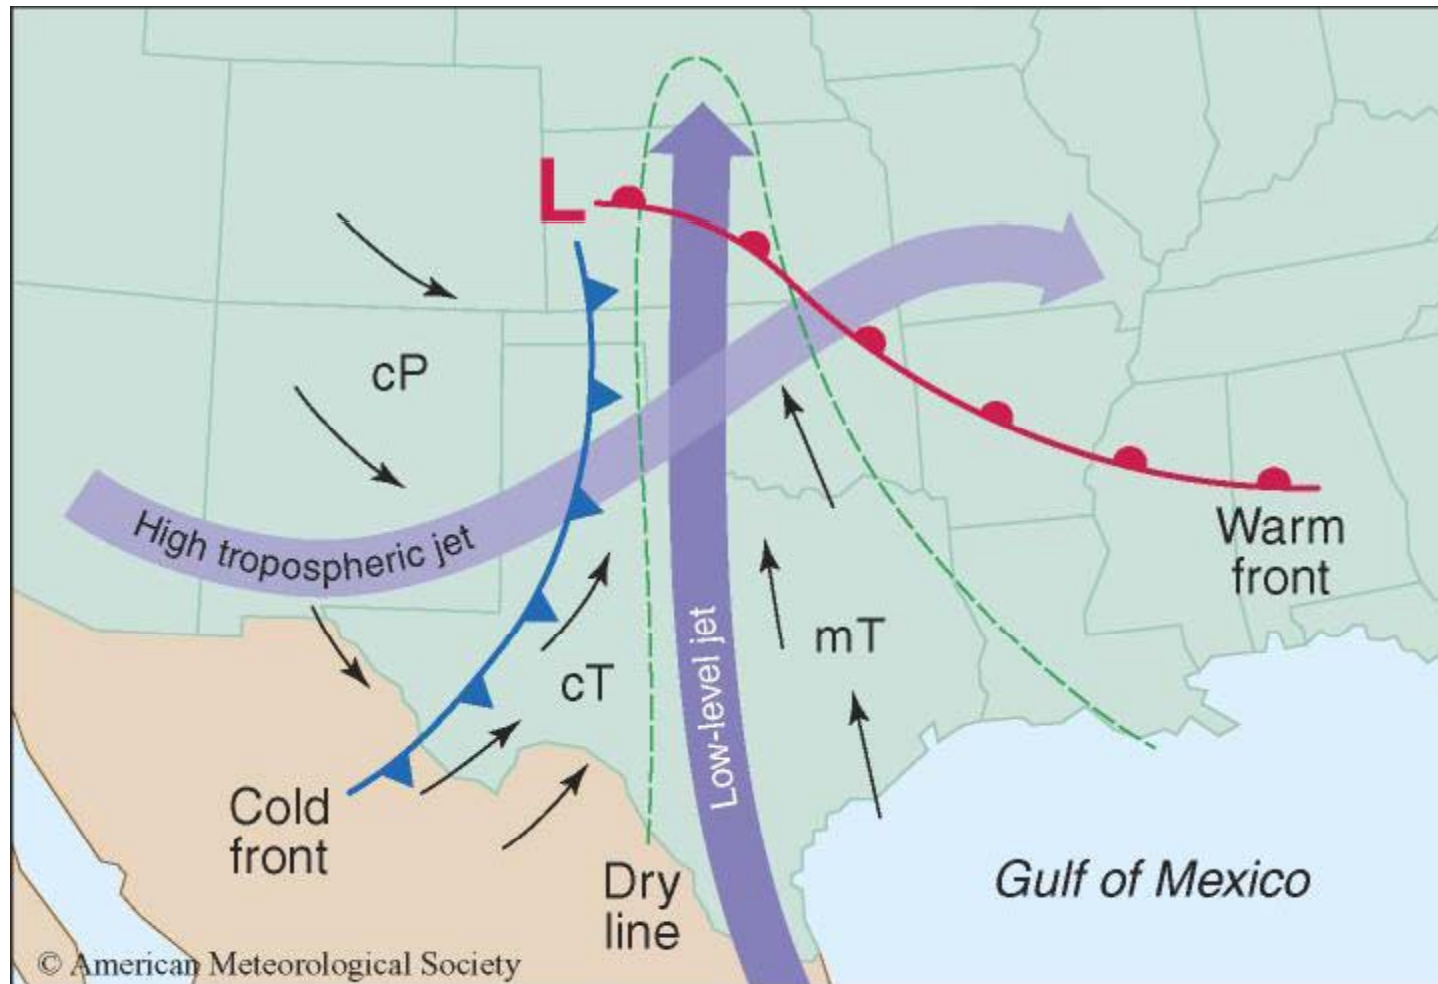 L
cP
High tropospheric jet
Warm
front
mT
Low-level jet
cT
Cold
front
Dry
line
Gulf of Mexico
© American Meteorological Society